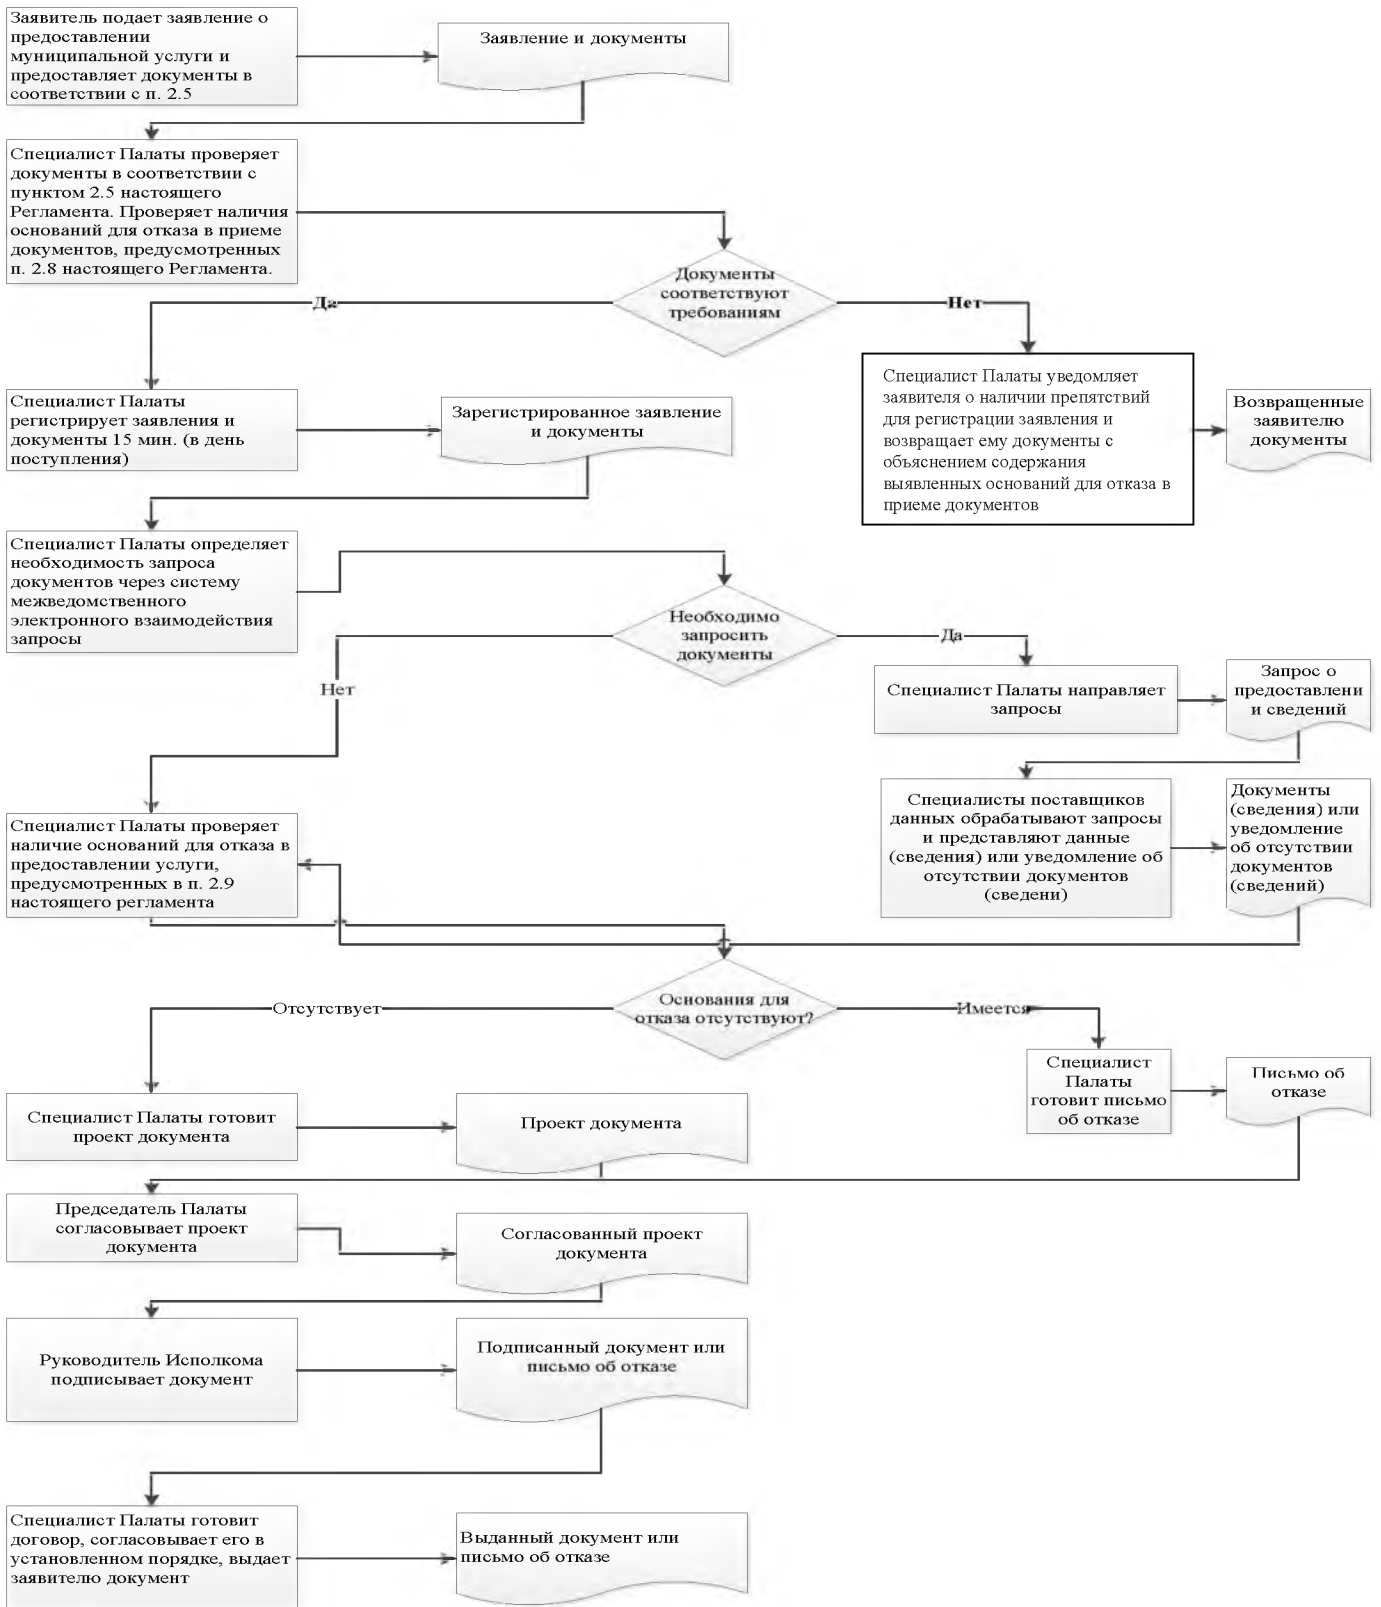 Заявитель подает заявление о
предоставлении
муниципальной услуги и
предоставляет документы в
соответствии с п. 2.5
Заявление и документы
Специалист Палаты проверяет
документы в соответствии с
пунктом 2.5 настоящего
Регламента. Проверяет наличия
оснований для отказа в приеме
документов, предусмотренных
п. 2.8 настоящего Регламента.
Документы
соответствуют
требованиям
Да
Нет
Специалист Палаты
регистрирует заявления и
документы 15 мин. (в день
поступления)
Зарегистрированное заявление
и документы
Специалист Палаты уведомляет
заявителя о наличии препятствий
для регистрации заявления и
возвращает ему документы с
объяснением содержания
выявленных оснований для отказа в
приеме документов
Возвращенные
заявителю
документы
Специалист Палаты определяет
необходимость запроса
документов через систему
межведомственного
электронного взаимодействия
запросы
Необходимо
запросить
документы
Да
Нет
Специалист Палаты направляет
запросы
Запрос о
предоставлени
и сведений
Специалисты поставщиков
данных обрабатывают запросы
и представляют данные
(сведения) или уведомление об
отсутствии документов
(сведени)
Документы
(сведения) или
уведомление
об отсутствии
документов
(сведений)
Специалист Палаты проверяет
наличие оснований для отказа в
предоставлении услуги,
предусмотренных в п. 2.9
настоящего регламента
Основания для
отказа отсутствуют?
Отсутствует
Имеется
Специалист
Палаты
готовит письмо
об отказе
Письмо об
отказе
Специалист Палаты готовит
проект документа
Проект документа
Председатель Палаты
согласовывает проект
документа
Согласованный проект
документа
Руководитель Исполкома
подписывает документ
Подписанный документ или
письмо об отказе
Специалист Палаты готовит
договор, согласовывает его в
установленном порядке, выдает
заявителю документ
Выданный документ или
письмо об отказе